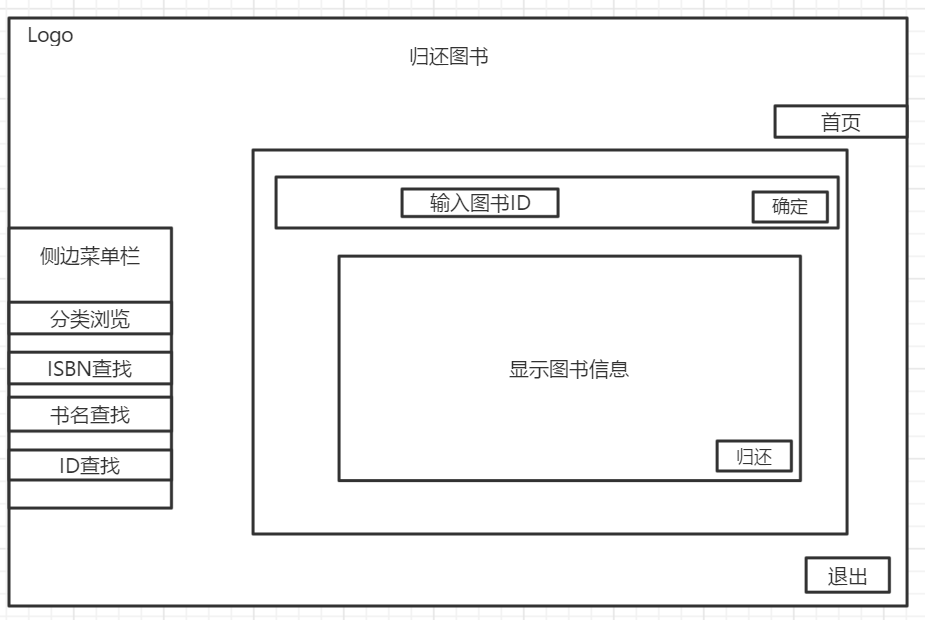 Logo
归还图书
首页
输入图书ID
确定
侧边菜单栏
分类浏览
ISBN查找
书名查找
ID查找
显示图书信息
归还
退出